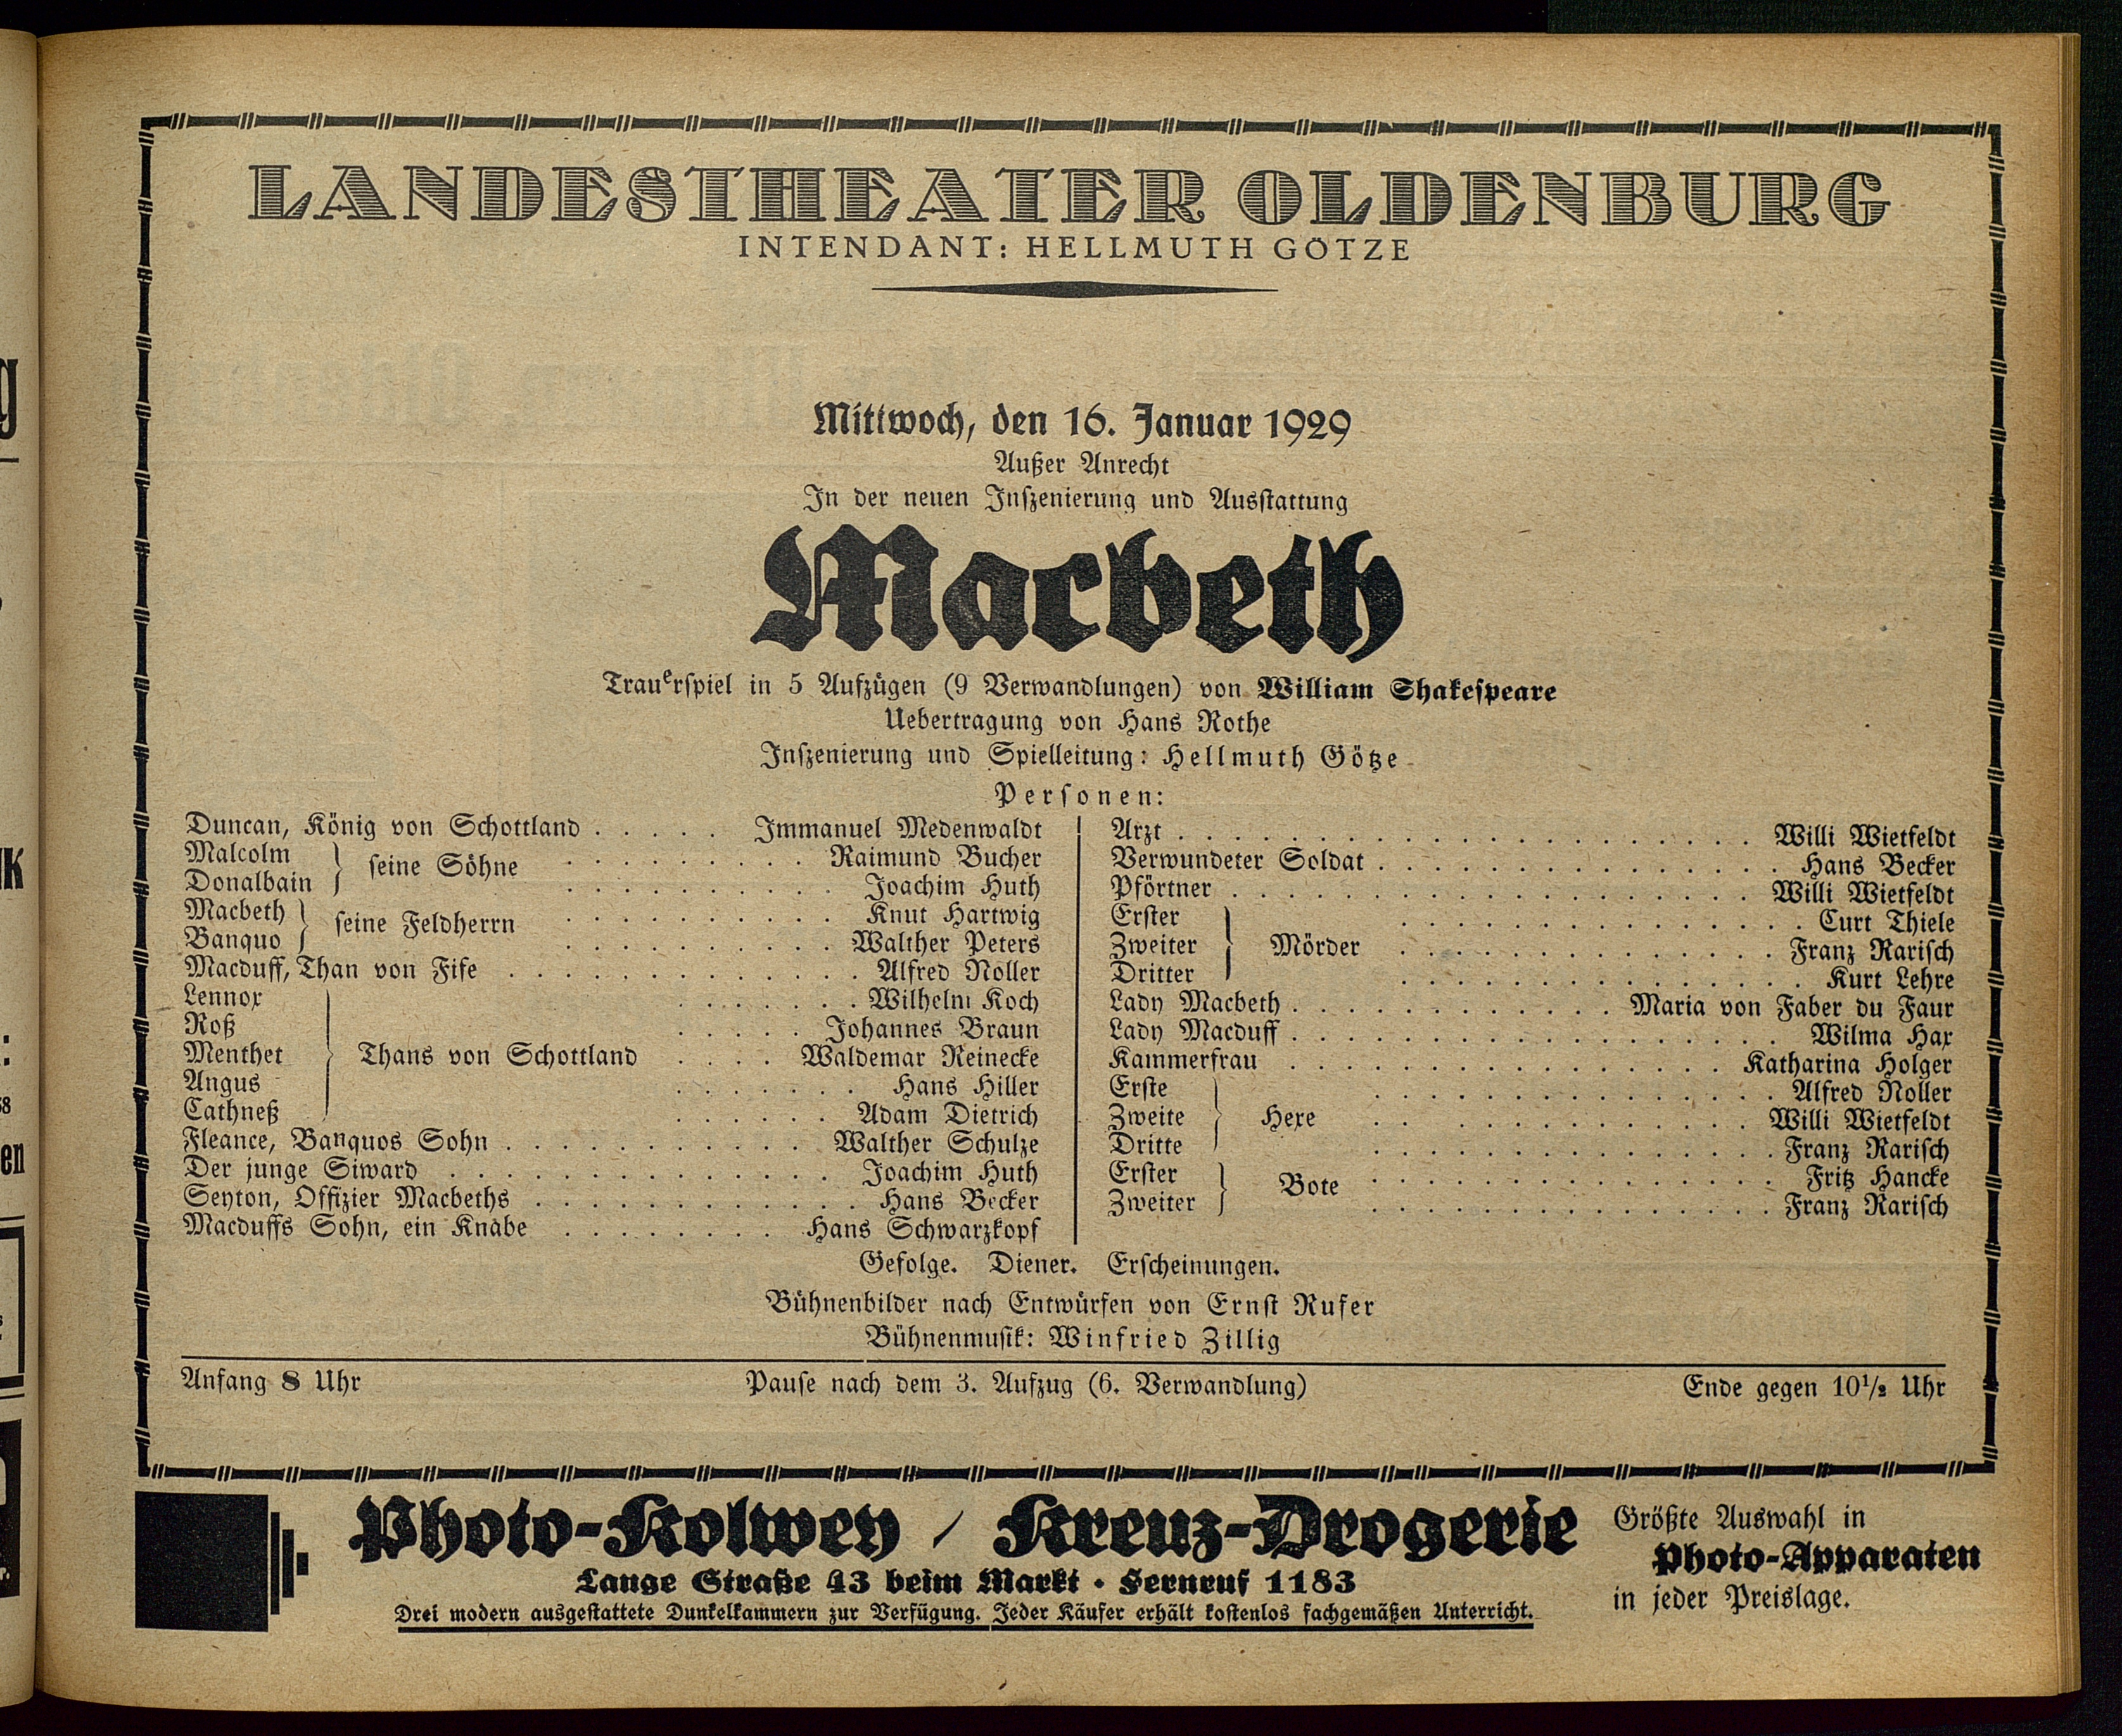 LANDESTHEATER OLDENBURG
INTENDANT: HELLMUTH GÖTZE
Mittwoch, den 16. Januar 1929
Außer Anrecht
In der neuen Inszenierung und Ausstattung
Macbeth
Trauerspiel in 5 Aufzügen (9 Verwandlungen) von William Shakespeare
Uebertragung von Hans Rothe
Inszenierung und Spielleitung: Hellmuth Götze
Personen:
Duncan, König von Schottland . . . . . Immanuel Medenwaldt
Malcolm } seine Söhne . . . . . . . . . Raimund Bucher
Donalbain . . . . . . . . . . Joachim Huth
Macbeth } seine Feldherrn . . . . . . . . . . Knut Hartwig
Banquo . . . . . . . . . . Walther Peters
Macduff, Than von Fife . . . . . . . . . . . . . Alfred Noller
Lennox . . . . . . . Wilhelm Koch
Roß . . . . . Johannes Braun
Menthet } Thans von Schottland . . . . Waldemar Reinecke
Angus . . . . . . . Hans Hiller
Cathneß . . . . . . Adam Dietrich
Fleance, Banquos Sohn . . . . . . . . . . . Walther Schulze
Der junge Siward . . . . . . . . . . . . . . Joachim Huth
Seyton, Offizier Macbeths . . . . . . . . . . . . Hans Becker
Macduffs Sohn, ein Knabe . . . . . . . . Hans Schwarzkopf
Arzt . . . . . . . . . . . . . . . . . . . . . Willi Wietfeldt
Verwundeter Soldat . . . . . . . . . . . . . . . Hans Becker
Pförtner . . . . . . . . . . . . . . . . . . . Willi Wietfeldt
Erster . . . . . . . . . . . . . . . Curt Thiele
Zweiter } Mörder . . . . . . . . . . . . . . Franz Rarisch
Dritter . . . . . . . . . . . . . . . Kurt Lehre
Lady Macbeth . . . . . . . . . . . . Maria von Faber du Faur
Lady Macduff . . . . . . . . . . . . . . . . . . Wilma Hax
Kammerfrau . . . . . . . . . . . . . . . . Katharina Holger
Erste . . . . . . . . . . . . . . . Alfred Noller
Zweite } Hexe . . . . . . . . . . . . . Willi Wietfeldt
Dritte . . . . . . . . . . . . . . . Franz Rarisch
Erster } Bote . . . . . . . . . . . . . . . Fritz Hancke
Zweiter . . . . . . . . . . . . . . . Franz Rarisch
Gefolge. Diener. Erscheinungen.
Bühnenbilder nach Entwürfen von Ernst Rufer
Bühnenmusik: Winfried Zillig
Anfang 8 Uhr Pause nach dem 3. Aufzug (6. Verwandlung) Ende gegen 10½ Uhr
Photo-Kolwey / Kreuz-Drogerie
Lange Straße 43 beim Markt • Fernruf 1183
Drei modern ausgestattete Dunkelkammern zur Verfügung. Jeder Käufer erhält kostenlos fachgemäßen Unterricht.
Größte Auswahl in
Photo-Apparaten
in jeder Preislage.